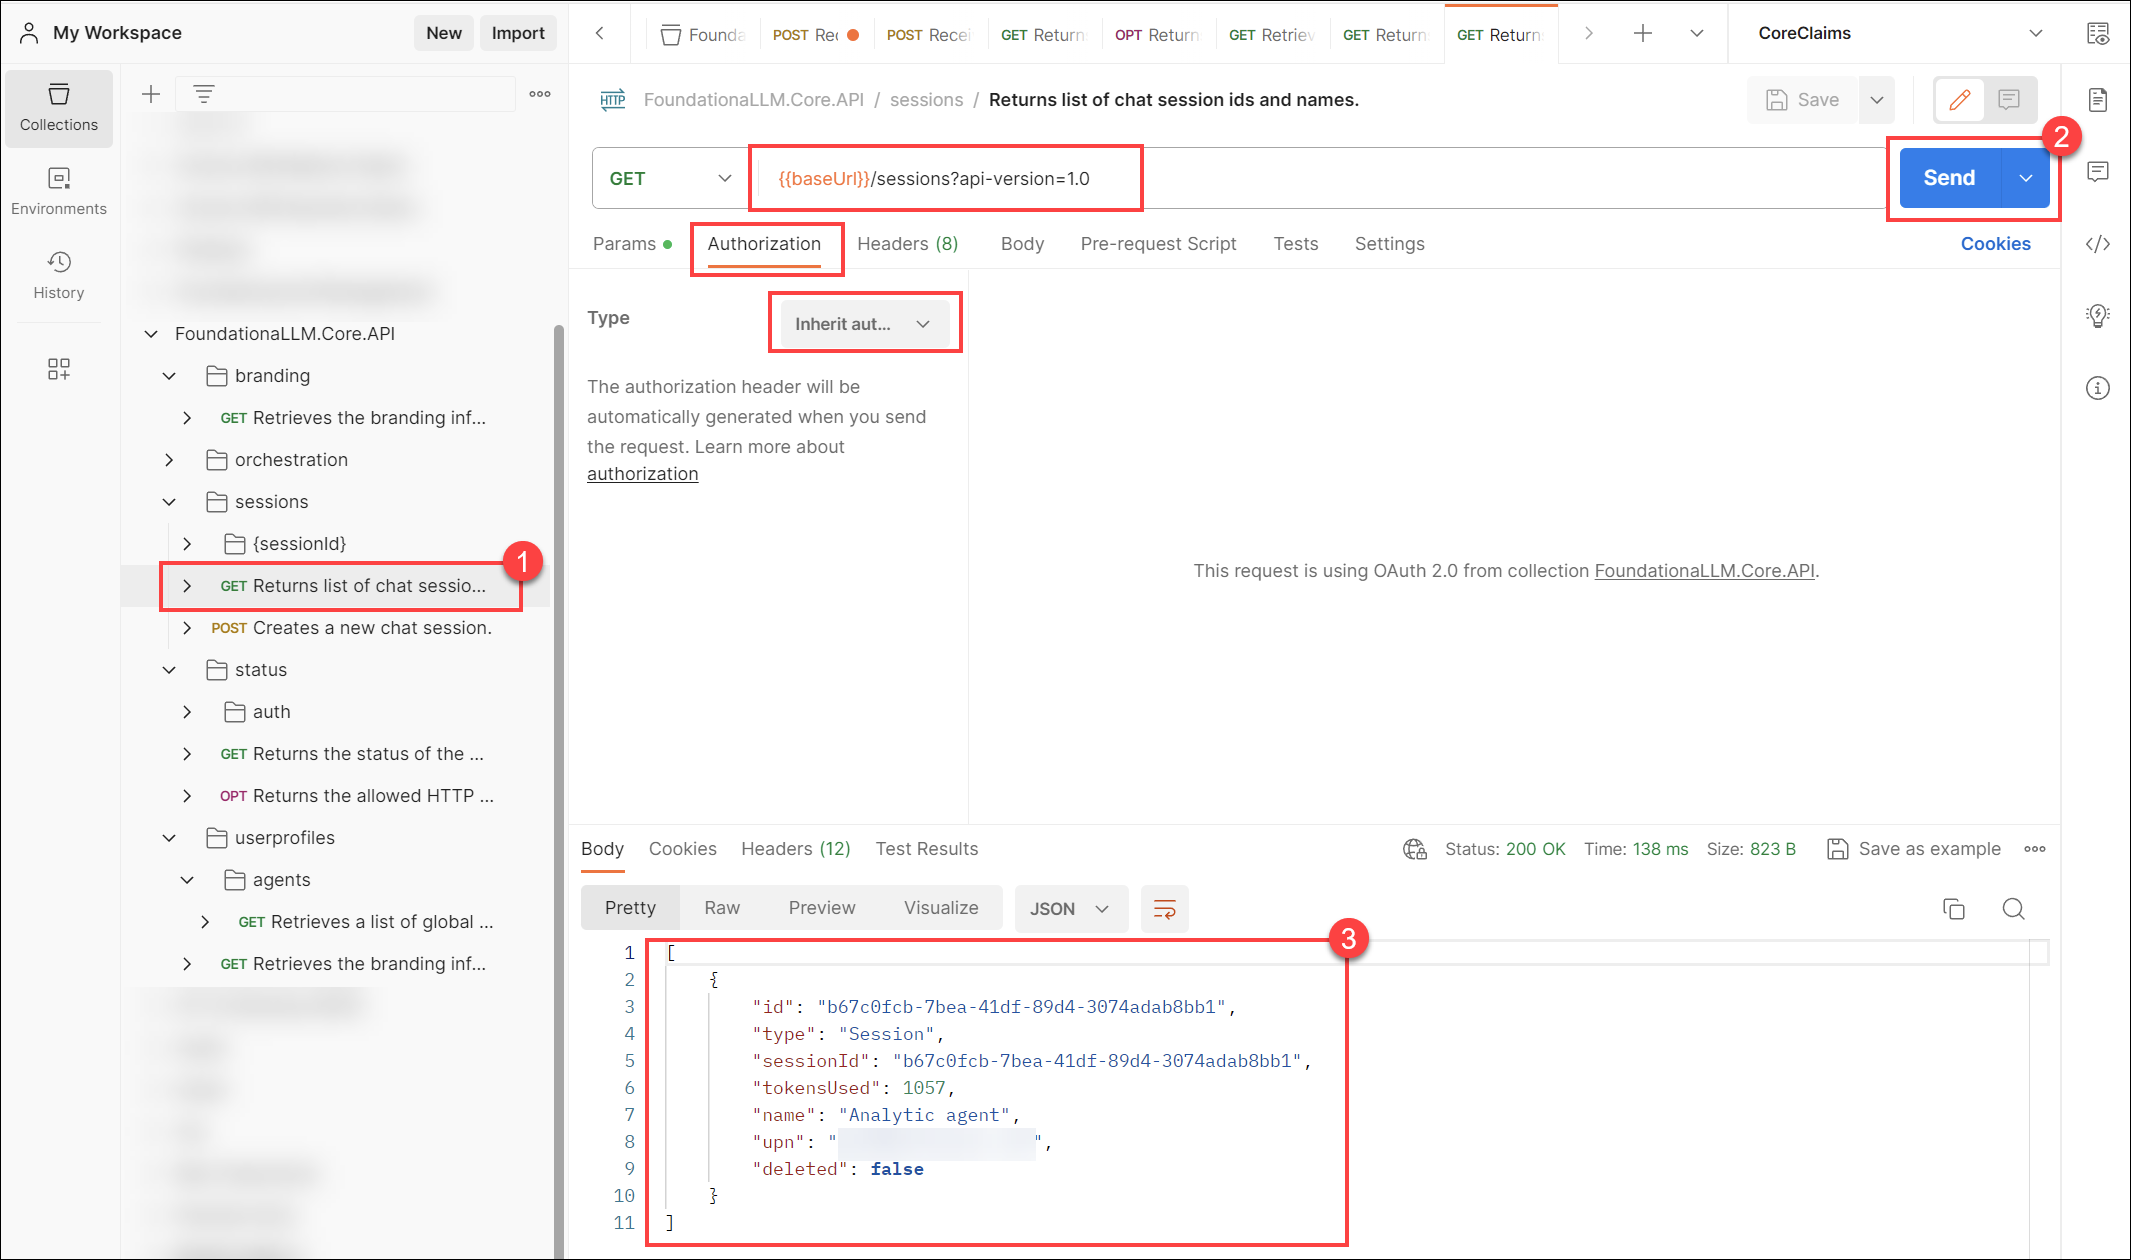 My Workspace
New
Import
Founda
POST Rec
POST Recei
GET Return
OPT Return
GET Retriev
GET Return
GET Return
CoreClaims
Collections
Environments
History
HTTP
FoundationaLLM.Core.API / sessions / Returns list of chat session ids and names.
Save
GET
{{baseUrl}}/sessions?api-version=1.0
Send
2
Params
Authorization
Headers (8)
Body
Pre-request Script
Tests
Settings
Cookies
Type
Inherit aut...
The authorization header will be
automatically generated when you send
the request. Learn more about
authorization
This request is using OAuth 2.0 from collection FoundationaLLM.Core.API.
FoundationaLLM.Core.API
branding
GET Retrieves the branding inf...
orchestration
sessions
{sessionId}
1
GET Returns list of chat sessio...
POST Creates a new chat session.
status
auth
GET Returns the status of the ...
OPT Returns the allowed HTTP ...
userprofiles
agents
GET Retrieves a list of global ...
GET Retrieves the branding inf...
Body
Cookies
Headers (12)
Test Results
Status: 200 OK
Time: 138 ms
Size: 823 B
Save as example
Pretty
Raw
Preview
Visualize
JSON
3
1 [
2 {
3 "id": "b67c0fcb-7bea-41df-89d4-3074adab8bb1",
4 "type": "Session",
5 "sessionId": "b67c0fcb-7bea-41df-89d4-3074adab8bb1",
6 "tokensUsed": 1057,
7 "name": "Analytic agent",
8 "upn": "",
9 "deleted": false
10 }
11 ]